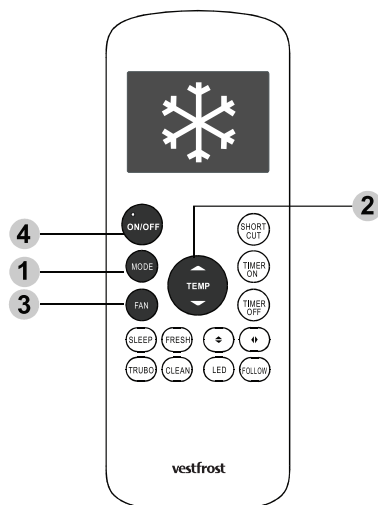 ON/OFF
SHORT
CUT
2
4
MODE
TEMP
TIMER
ON
1
FAN
TIMER
OFF
3
SLEEP
FRESH
TRUBO
CLEAN
LED
FOLLOW
vestfrost